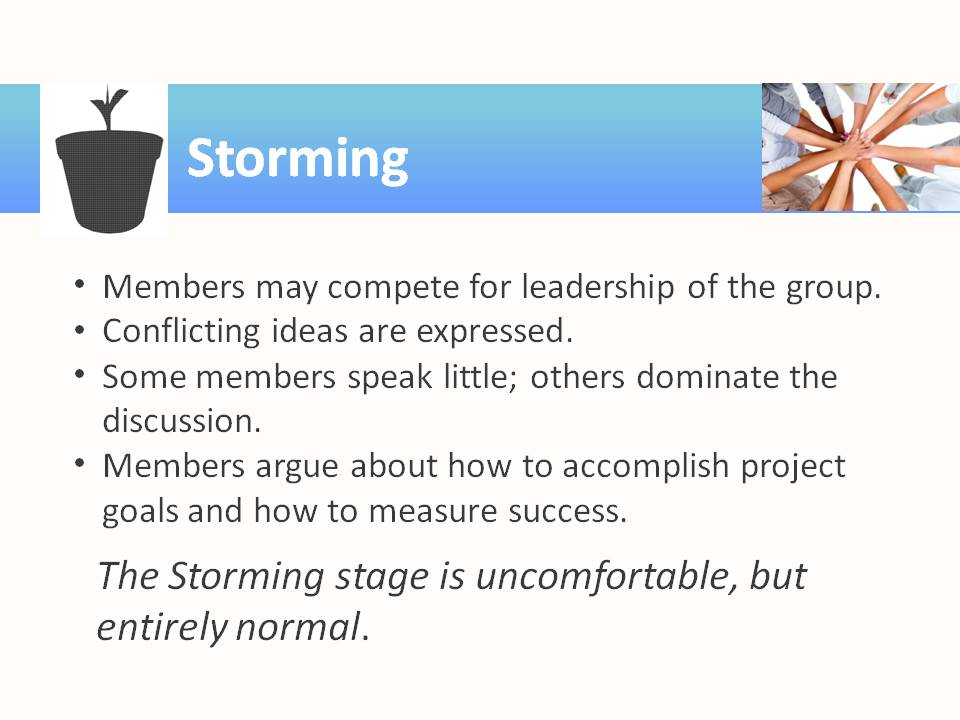 Storming
• Members may compete for leadership of the group.
• Conflicting ideas are expressed.
• Some members speak little; others dominate the
discussion.
• Members argue about how to accomplish project
goals and how to measure success.
The Storming stage is uncomfortable, but
entirely normal.